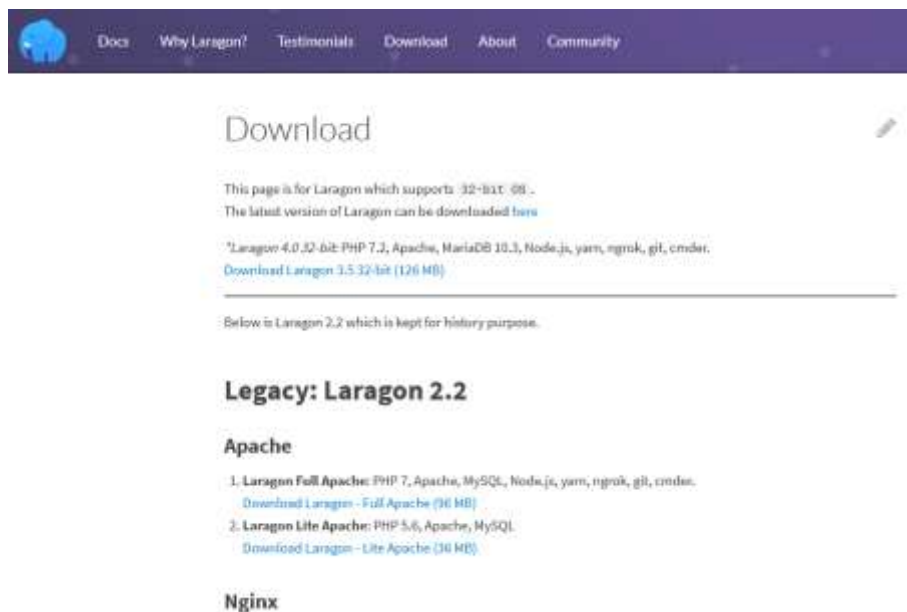 Docs Why Laragon? Testimonials Download About Community
Download
This page is for Laragon which supports 32-bit OS .
The latest version of Laragon can be downloaded here
*Laragon 4.0 32-bit: PHP 7.2, Apache, MariaDB 10.3, Node.js, yarn, ngrok, git, cmder.
Download Laragon 3.5 32-bit (126 MB)
Below is Laragon 2.2 which is kept for history purpose.
Legacy: Laragon 2.2
Apache
1. Laragon Full Apache: PHP 7, Apache, MySQL, Node.js, yarn, ngrok, git, cmder.
Download Laragon - Full Apache (96 MB)
2. Laragon Lite Apache: PHP 5.6, Apache, MySQL
Download Laragon - Lite Apache (36 MB)
Nginx